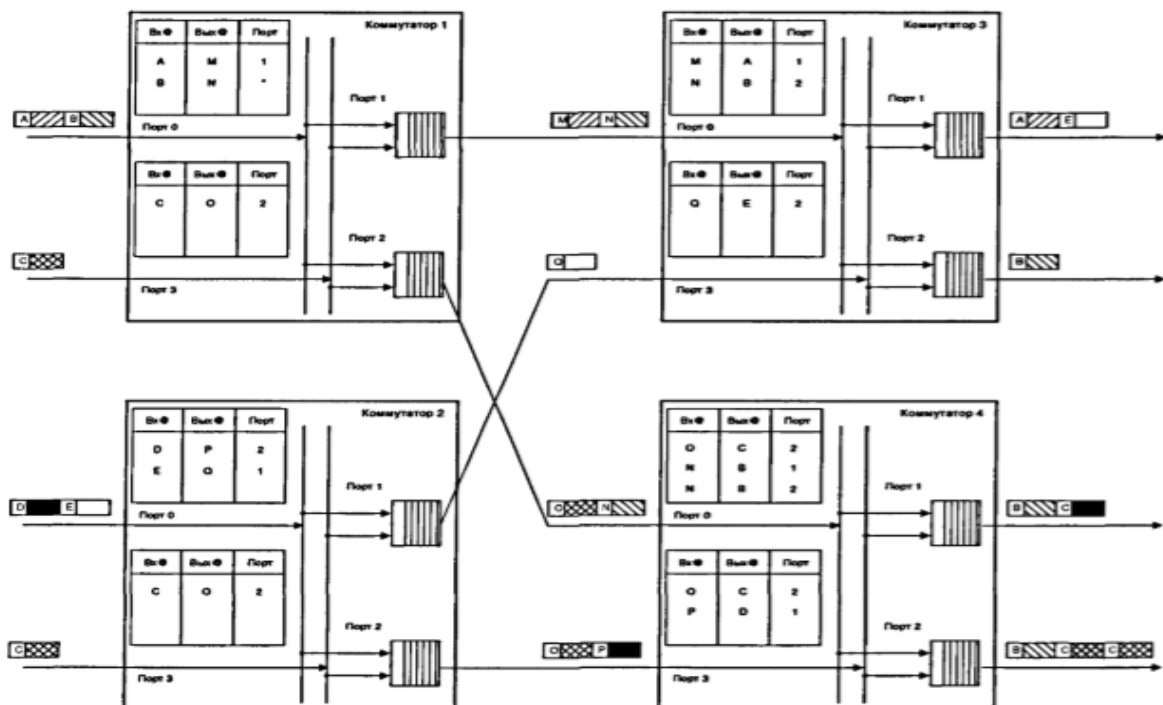 Коммутатор 1
Вх@ Вых@ Порт
A M 1
B N *
Порт 1
A B
Порт 0
Вх@ Вых@ Порт
C O 2
Порт 2
C
Порт 3
Коммутатор 3
Вх@ Вых@ Порт
M A 1
N B 2
Порт 1
M N
Порт 0
A E
Вх@ Вых@ Порт
Q E 2
Порт 2
Q
B
Порт 3
Коммутатор 2
Вх@ Вых@ Порт
D P 2
E Q 1
Порт 1
D E
Порт 0
Вх@ Вых@ Порт
C O 2
Порт 2
C
Порт 3
Коммутатор 4
Вх@ Вых@ Порт
O C 2
N B 1
N B 2
Порт 1
O N
Порт 0
B C
Вх@ Вых@ Порт
O C 2
P D 1
Порт 2
O P
B C C
Порт 3